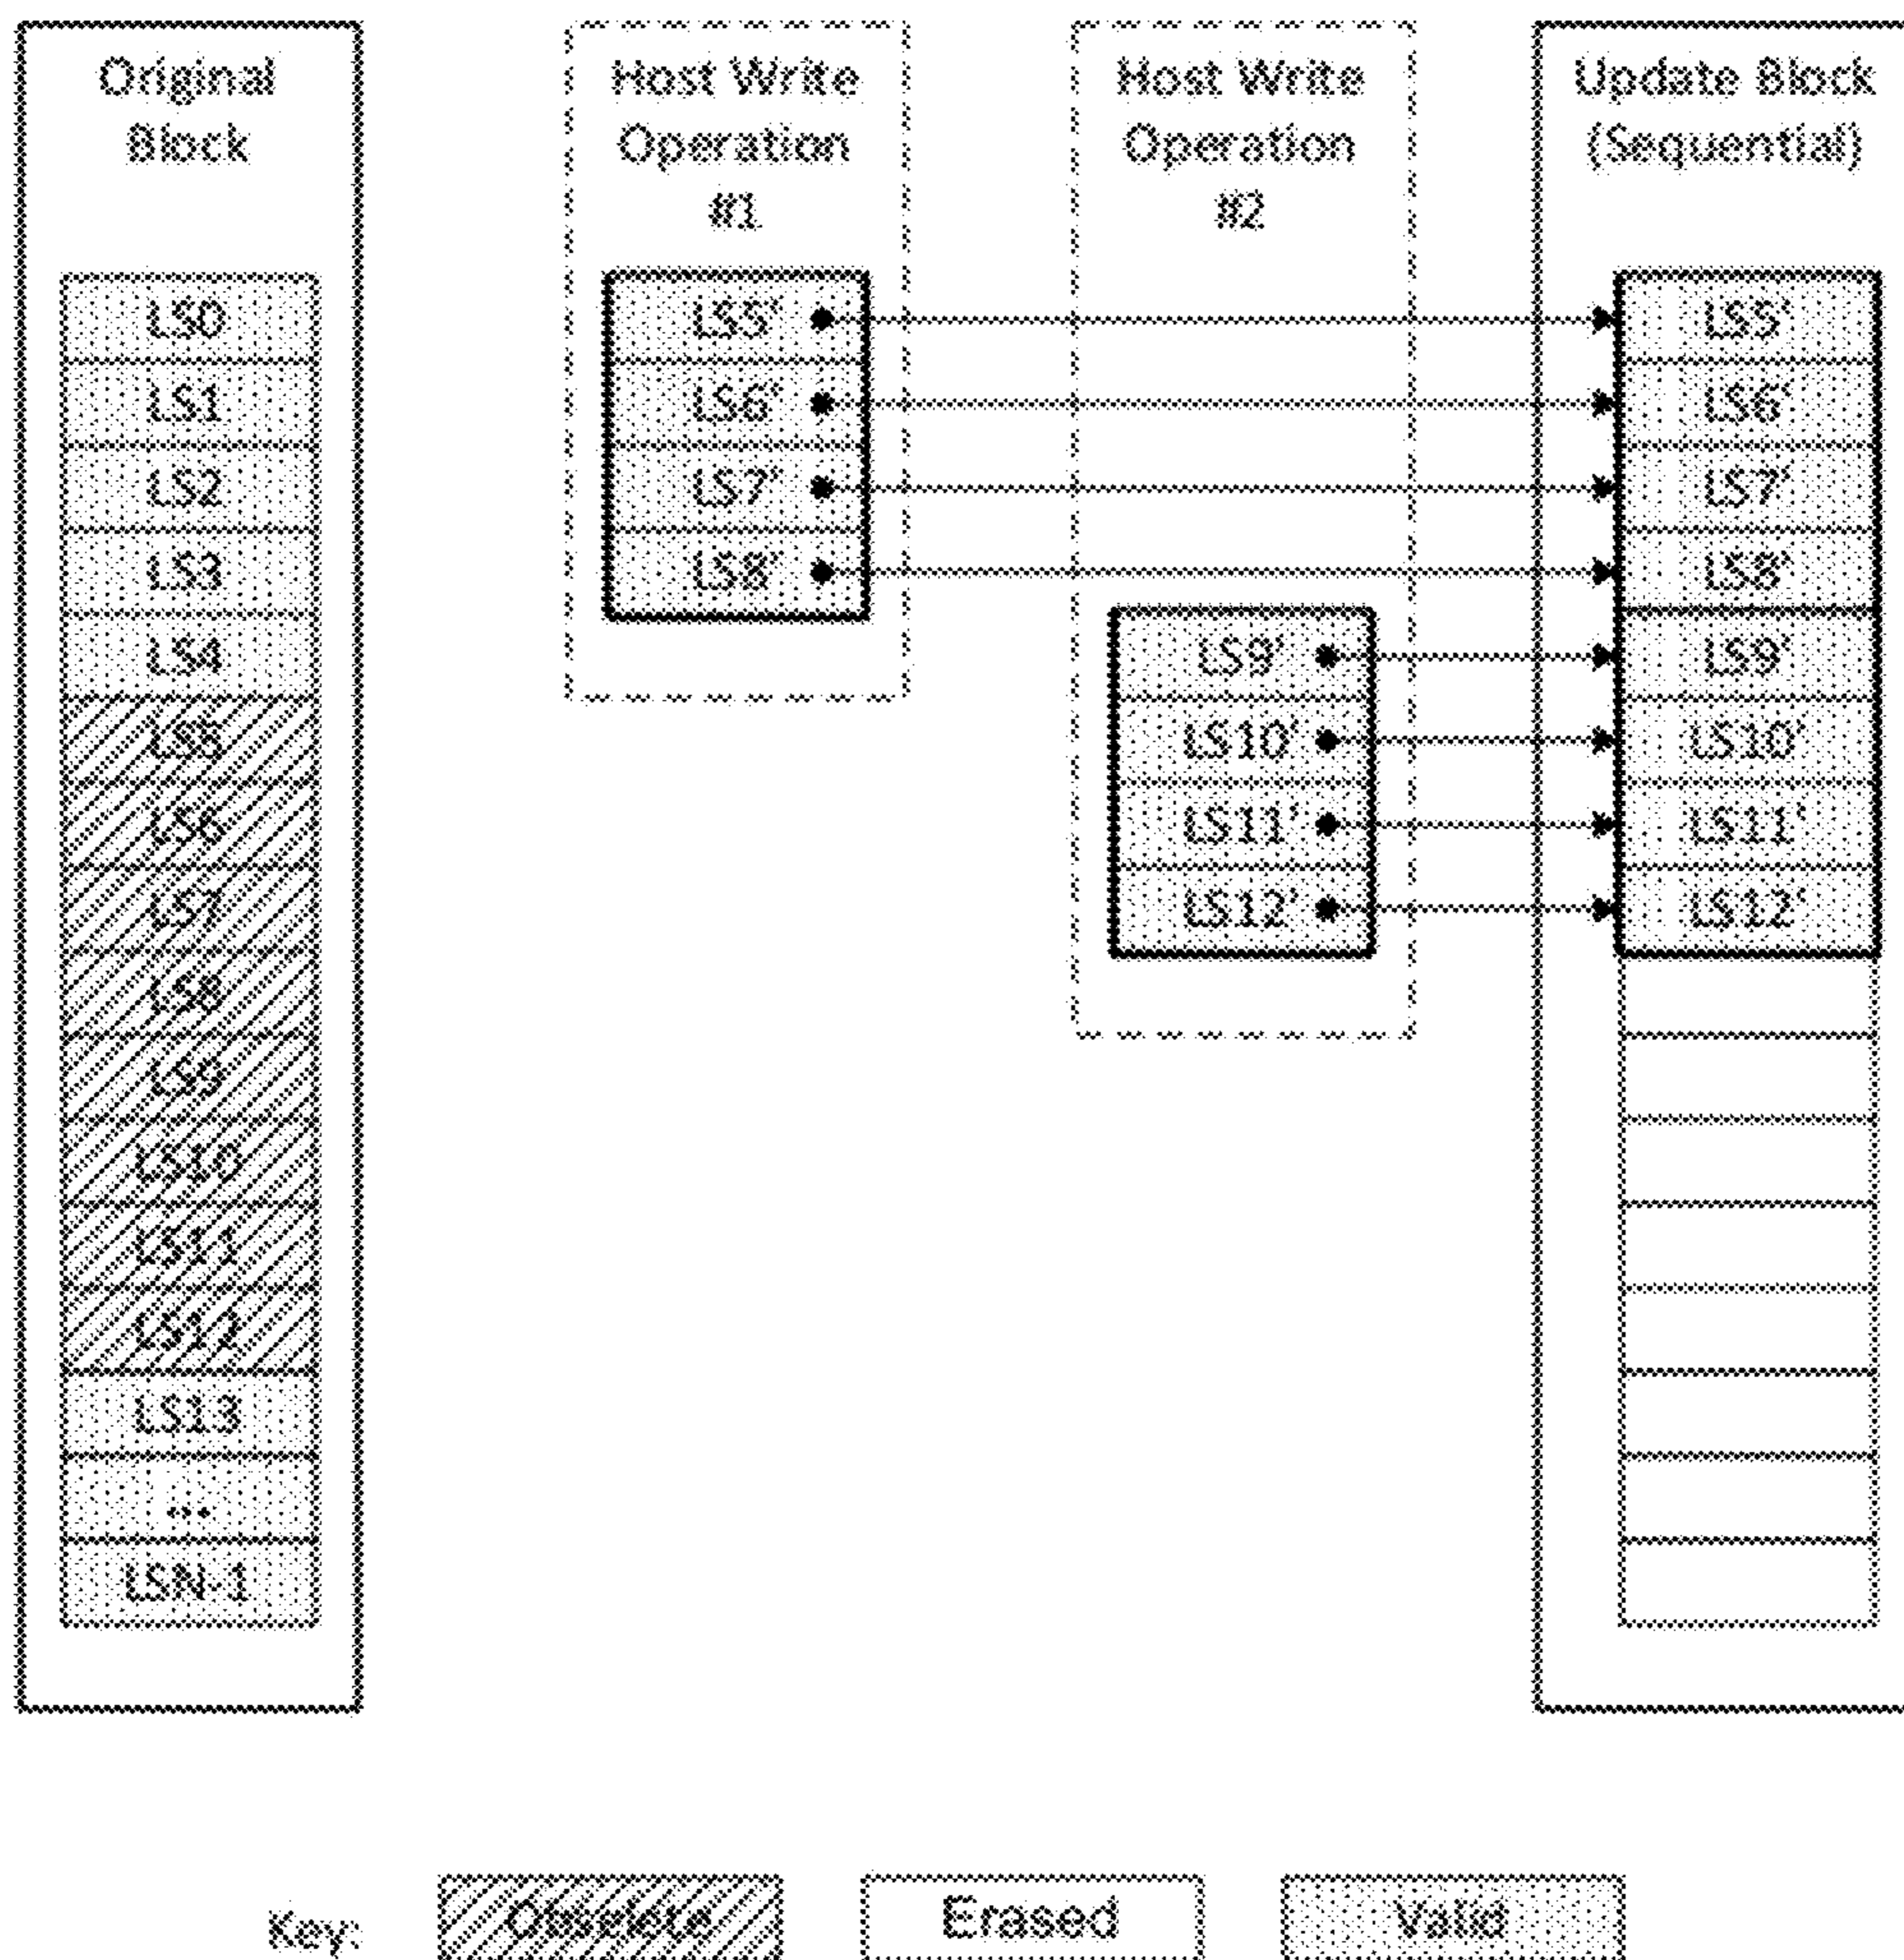 Original
Block
LS0
LS1
LS2
LS3
LS4
LS5
LS6
LS7
LS8
LS9
LS10
LS11
LS12
LS13
...
LSN-1
Host Write
Operation
#1
LS5'
LS6'
LS7'
LS8'
Host Write
Operation
#2
LS9'
LS10'
LS11'
LS12'
Update Block
(Sequential)
LS5'
LS6'
LS7'
LS8'
LS9'
LS10'
LS11'
LS12'
Key: Obsolete Erased Valid